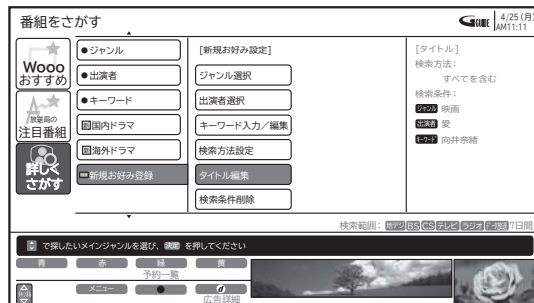 番組をさがす
GGUIDE
4/25 (月)
AM11:11
Wooo
おすすめ
放送局の
注目番組
詳しく
さがす
●ジャンル
●出演者
●キーワード
国内ドラマ
海外ドラマ
新規お好み登録
[新規お好み設定]
ジャンル選択
出演者選択
キーワード入力／編集
検索方法設定
タイトル編集
検索条件削除
[タイトル]
検索方法：
すべてを含む
検索条件：
ジャンル 映画
出演者 愛
キーワード 向井奈緒
検索範囲： 地デジ BS CS テレビ ラジオ データ放送 7日間
で探したいメインジャンルを選び、 決定 を押してください
青 赤 緑 黄
予約一覧
メニュー ● d
広告詳細